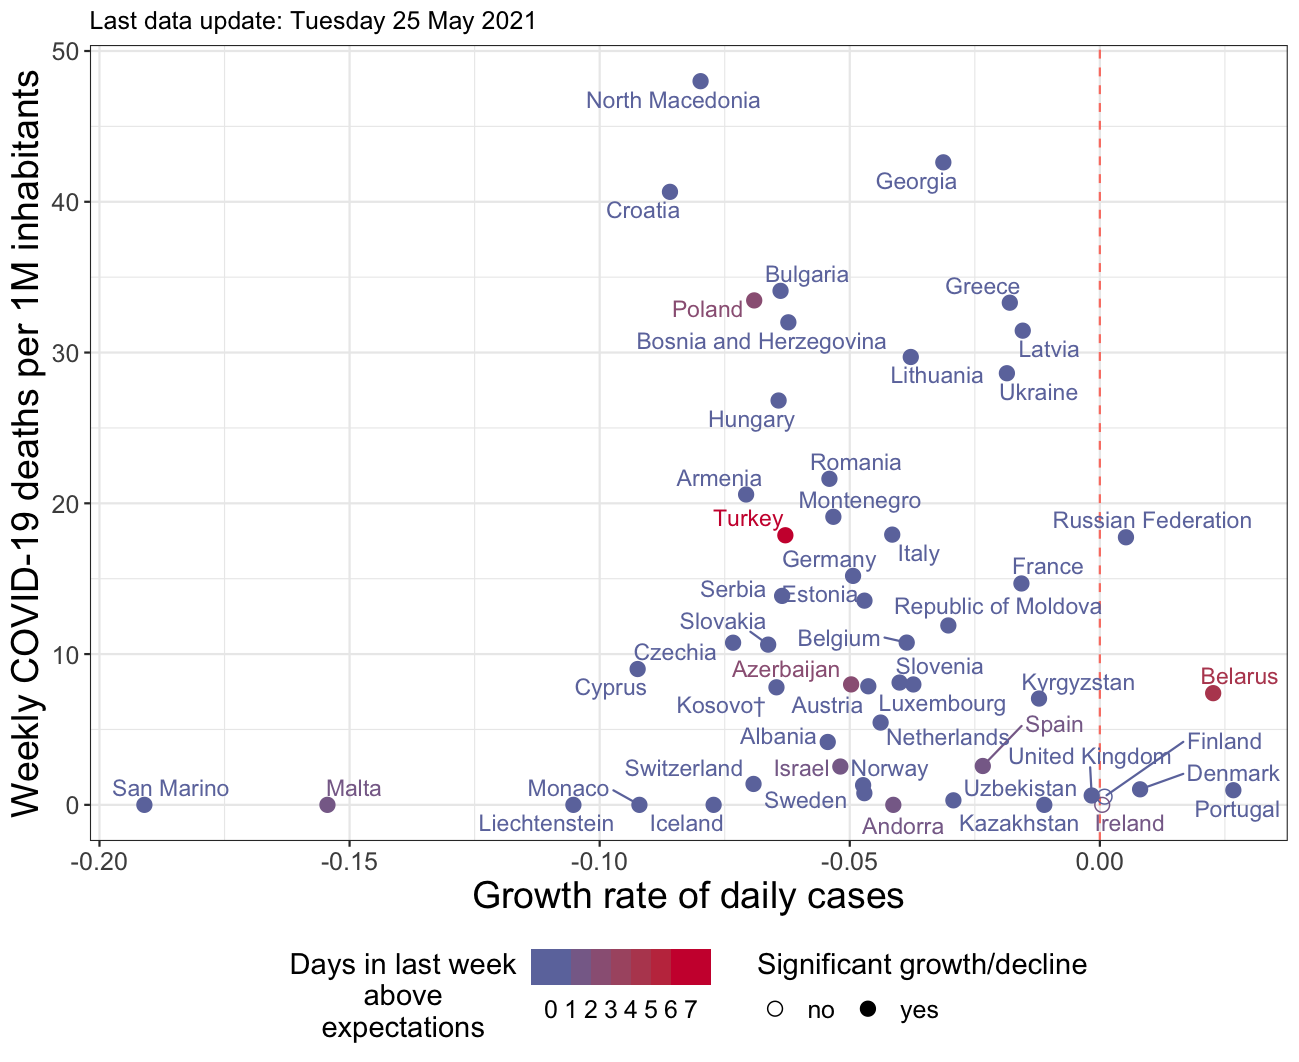 Last data update: Tuesday 25 May 2021
Weekly COVID-19 deaths per 1M inhabitants
50
40
30
20
10
0
North Macedonia
Georgia
Croatia
Bulgaria
Greece
Poland
Bosnia and Herzegovina
Latvia
Lithuania
Ukraine
Hungary
Romania
Armenia
Montenegro
Turkey
Russian Federation
Italy
Germany
France
Serbia
Estonia
Republic of Moldova
Slovakia
Belgium
Czechia
Azerbaijan
Slovenia
Belarus
Cyprus
Kyrgyzstan
Kosovo†
Austria
Luxembourg
Spain
Albania
Netherlands
Finland
United Kingdom
Switzerland
Israel
Norway
Denmark
San Marino
Malta
Monaco
Uzbekistan
Sweden
Portugal
Liechtenstein
Iceland
Andorra
Kazakhstan
Ireland
-0.20
-0.15
-0.10
-0.05
0.00
Growth rate of daily cases
Days in last week
above
expectations
0 1 2 3 4 5 6 7
Significant growth/decline
no
yes